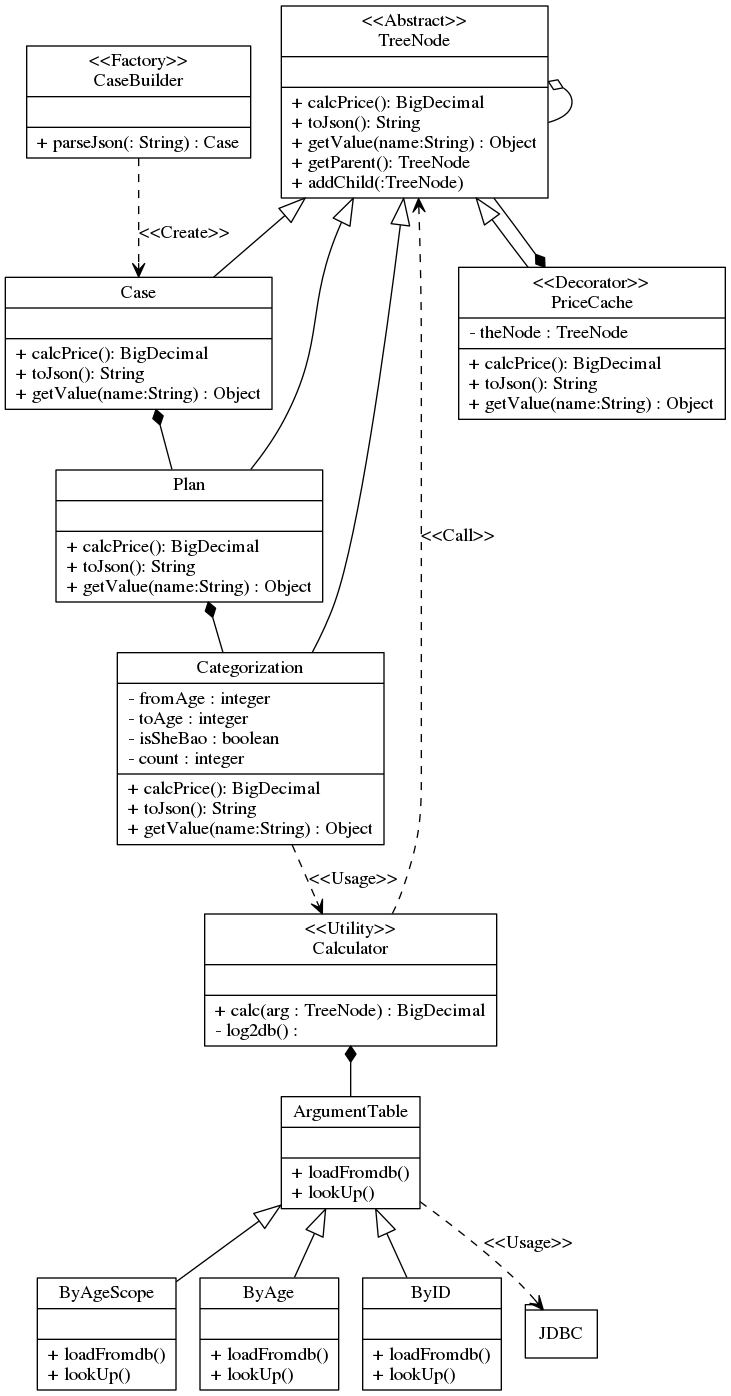 <<Abstract>>
TreeNode
+ calcPrice(): BigDecimal
+ toJson(): String
+ getValue(name:String) : Object
+ getParent(): TreeNode
+ addChild(:TreeNode)
<<Factory>>
CaseBuilder
+ parseJson(: String) : Case
<<Create>>
Case
+ calcPrice(): BigDecimal
+ toJson(): String
+ getValue(name:String) : Object
<<Decorator>>
PriceCache
- theNode : TreeNode
+ calcPrice(): BigDecimal
+ toJson(): String
+ getValue(name:String) : Object
Plan
+ calcPrice(): BigDecimal
+ toJson(): String
+ getValue(name:String) : Object
<<Call>>
Categorization
- fromAge : integer
- toAge : integer
- isSheBao : boolean
- count : integer
+ calcPrice(): BigDecimal
+ toJson(): String
+ getValue(name:String) : Object
<<Usage>>
<<Utility>>
Calculator
+ calc(arg : TreeNode) : BigDecimal
- log2db() :
ArgumentTable
+ loadFromdb()
+ lookUp()
<<Usage>>
ByAgeScope
+ loadFromdb()
+ lookUp()
ByAge
+ loadFromdb()
+ lookUp()
ByID
+ loadFromdb()
+ lookUp()
JDBC